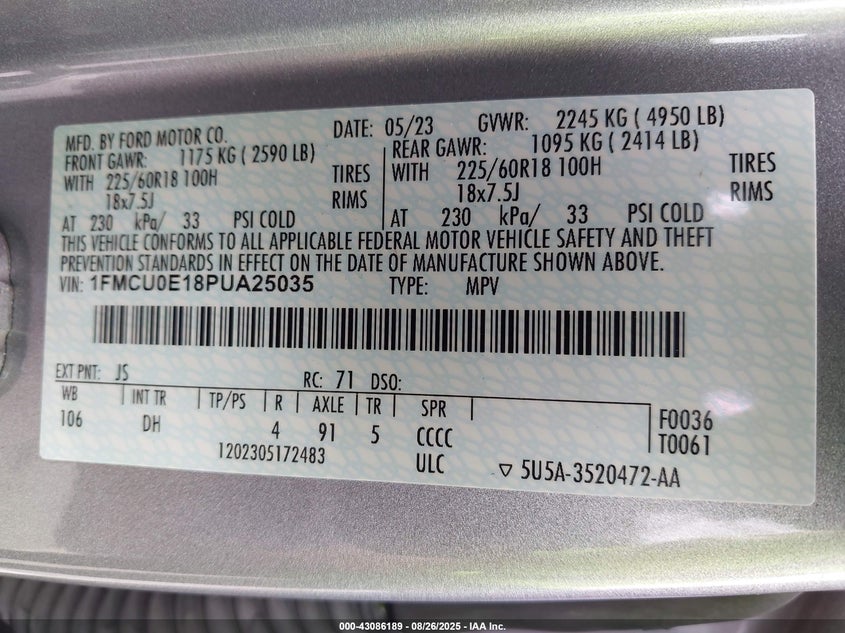 MFD. BY FORD MOTOR CO. DATE: 05/23 GVWR: 2245 KG ( 4950 LB)
FRONT GAWR: 1175 KG ( 2590 LB) REAR GAWR: 1095 KG ( 2414 LB)
WITH 225/60R18 100H TIRES WITH 225/60R18 100H TIRES
18x7.5J RIMS 18x7.5J RIMS
AT 230 kPa/ 33 PSI COLD AT 230 kPa/ 33 PSI COLD
THIS VEHICLE CONFORMS TO ALL APPLICABLE FEDERAL MOTOR VEHICLE SAFETY AND THEFT
PREVENTION STANDARDS IN EFFECT ON THE DATE OF MANUFACTURE SHOWN ABOVE.
VIN: 1FMCU0E18PUA25035 TYPE: MPV
EXT PNT: JS RC: 71 DSO:
WB INT TR TP/PS R AXLE TR SPR F0036
106 DH 4 91 5 CCCC T0061
1202305172483 ULC ▽ 5U5A-3520472-AA
000-43086189 - 08/26/2025 - IAA Inc.